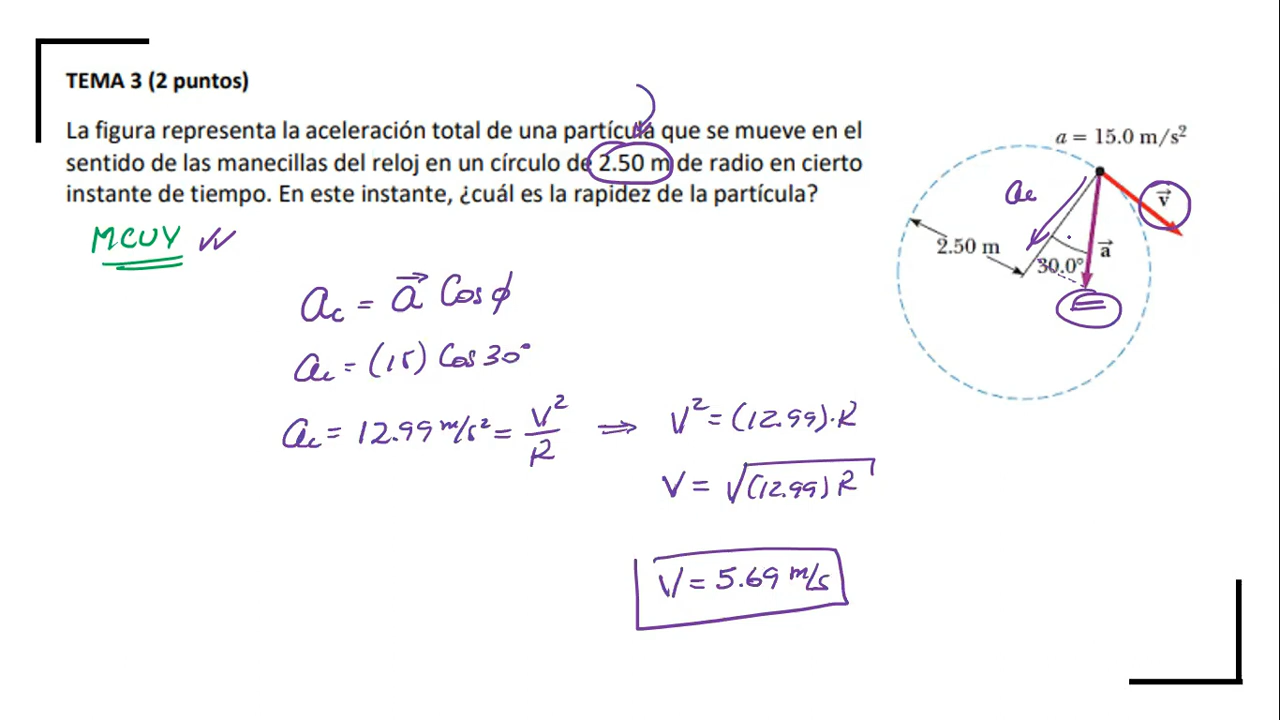 TEMA 3 (2 puntos)
La figura representa la aceleración total de una partícula que se mueve en el
sentido de las manecillas del reloj en un círculo de 2.50 m de radio en cierto
instante de tiempo. En este instante, ¿cuál es la rapidez de la partícula?
a = 15.0 m/s²
ac
v⃗
2.50 m
30.0°
a⃗
MCUV
ac = a⃗ Cos ϕ
ac = (15) Cos 30°
ac = 12.99 m/s² = V²/R ⇒ V² = (12.99)·R
V = √(12.99) R
V = 5.69 m/s